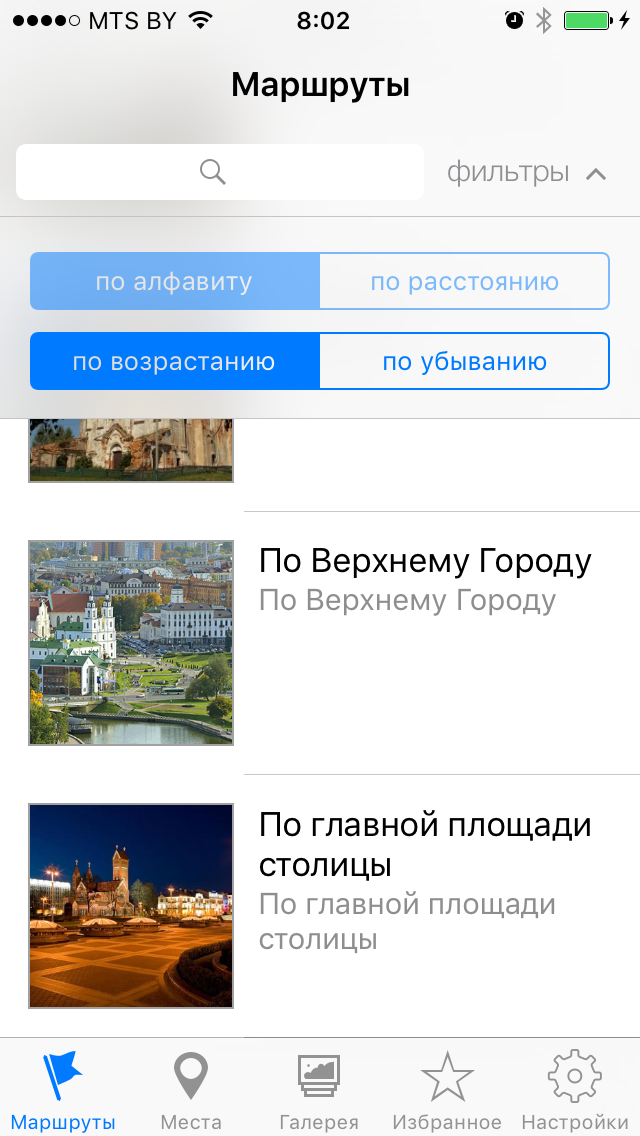 MTS BY 8:02
Маршруты
фильтры
по алфавиту по расстоянию
по возрастанию по убыванию
По Верхнему Городу
По Верхнему Городу
По главной площади
столицы
По главной площади
столицы
Маршруты Места Галерея Избранное Настройки